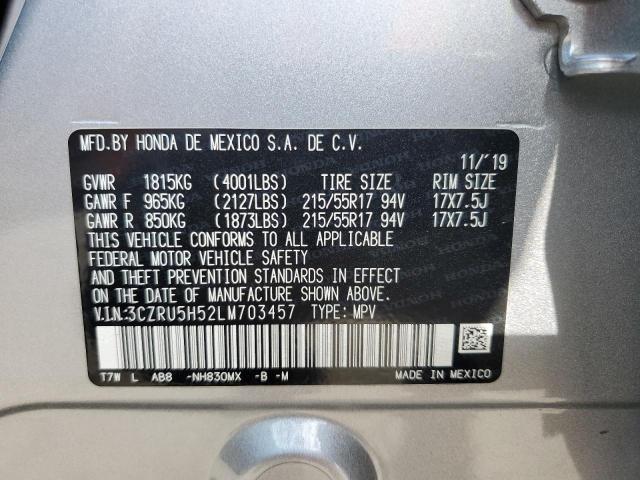 MFD.BY HONDA DE MEXICO S.A. DE C.V.
11/'19
GVWR 1815KG (4001LBS) TIRE SIZE RIM SIZE
GAWR F 965KG (2127LBS) 215/55R17 94V 17X7.5J
GAWR R 850KG (1873LBS) 215/55R17 94V 17X7.5J
THIS VEHICLE CONFORMS TO ALL APPLICABLE
FEDERAL MOTOR VEHICLE SAFETY
AND THEFT PREVENTION STANDARDS IN EFFECT
ON THE DATE OF MANUFACTURE SHOWN ABOVE.
V.I.N.:3CZRU5H52LM703457 TYPE: MPV
T7W L AB8 -NH830MX -B -M MADE IN MEXICO